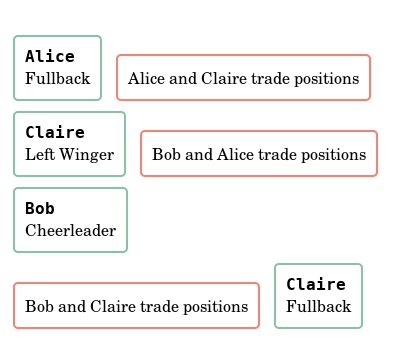 Alice
Fullback
Alice and Claire trade positions
Claire
Left Winger
Bob and Alice trade positions
Bob
Cheerleader
Bob and Claire trade positions
Claire
Fullback